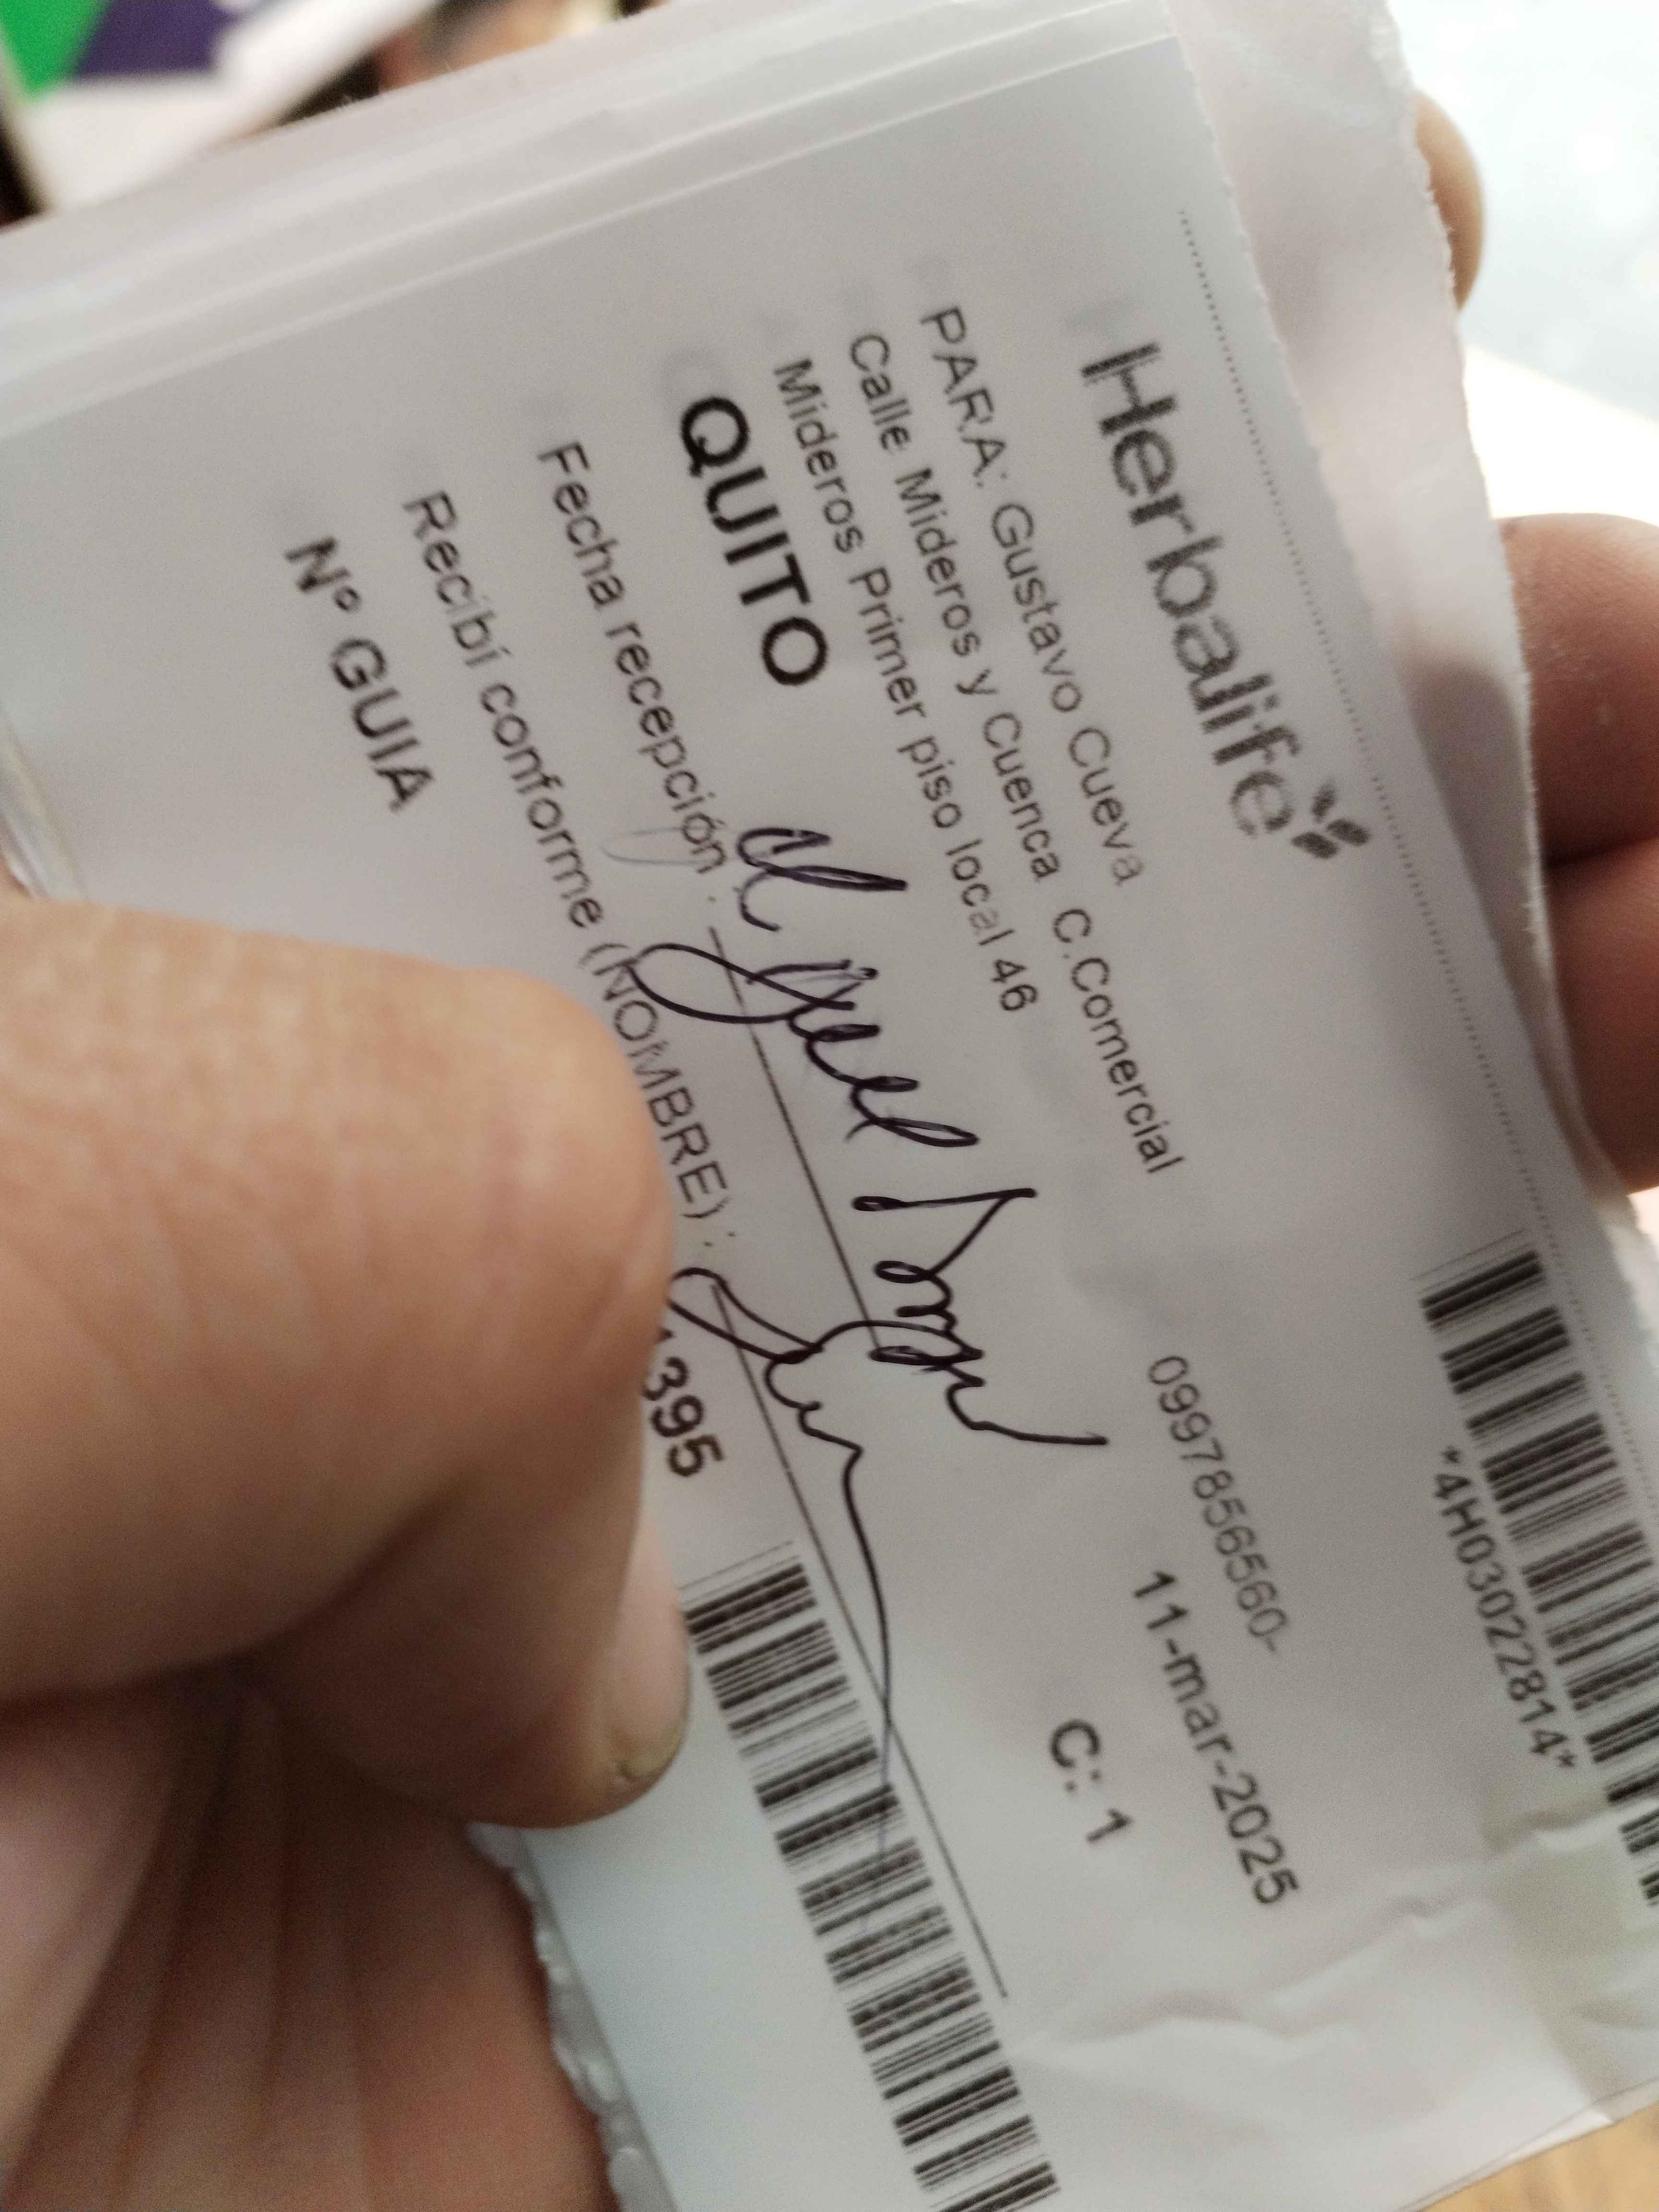 *4H03022814*
Herbalife
PARA: Gustavo Cueva
0997856560-
Calle Mideros y Cuenca C.Comercial
11-mar-2025
Mideros Primer piso local 46
QUITO
C: 1
Fecha recepción :
Recibí conforme (NOMBRE) :
Nº GUIA
395